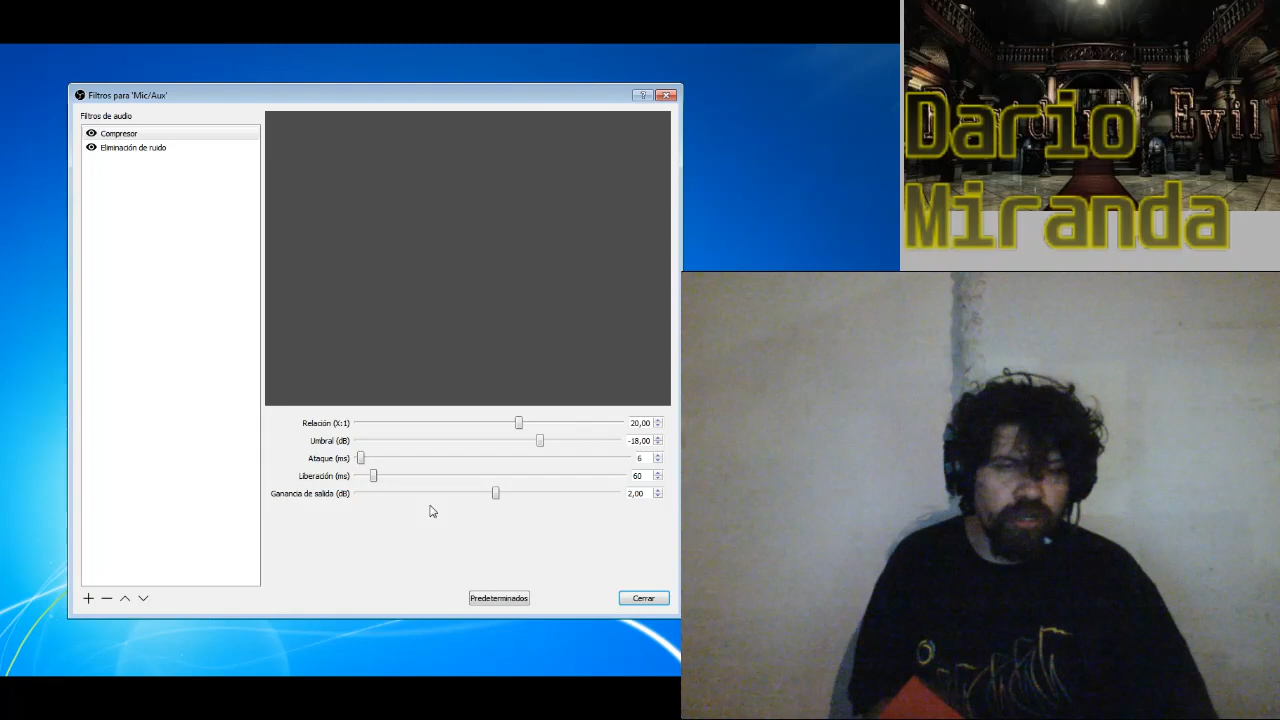 Filtros para 'Mic/Aux'
Filtros de audio
Compresor
Eliminación de ruido
Relación (X:1) 20,00
Umbral (dB) -18,00
Ataque (ms) 6
Liberación (ms) 60
Ganancia de salida (dB) 2,00
Predeterminados
Cerrar
Dario
Evil
Miranda